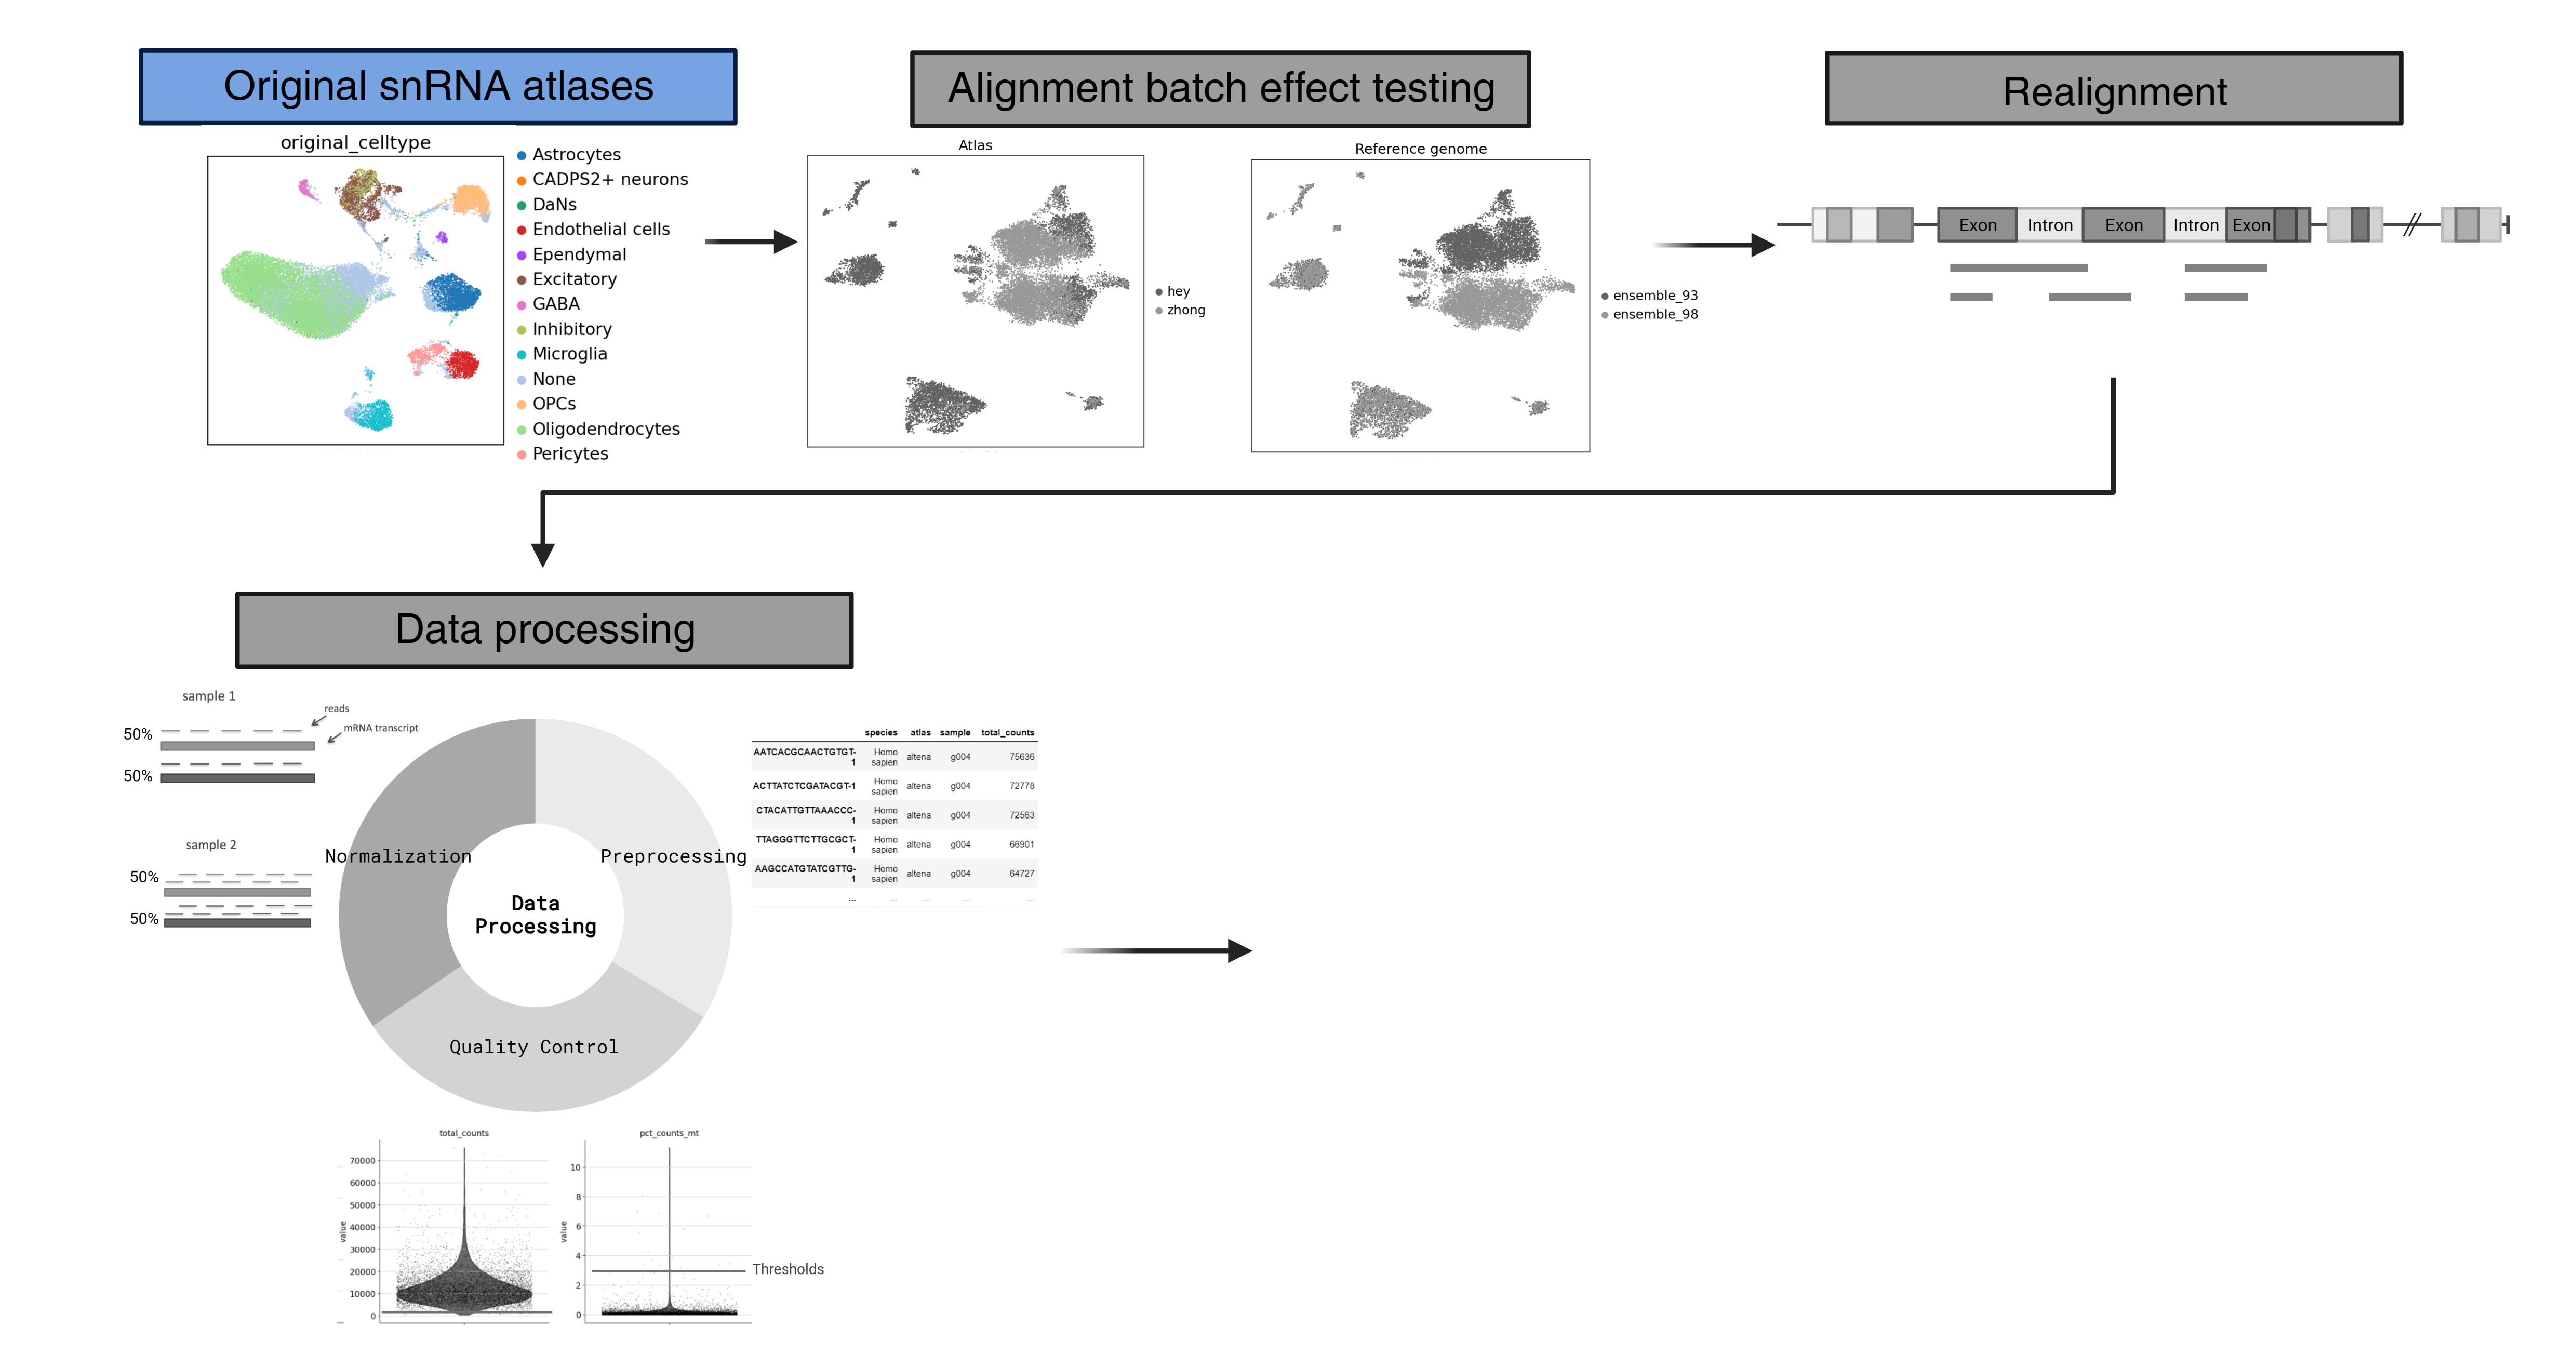 Original snRNA atlases
original_celltype
Astrocytes
CADPS2+ neurons
DaNs
Endothelial cells
Ependymal
Excitatory
GABA
Inhibitory
Microglia
None
OPCs
Oligodendrocytes
Pericytes
Alignment batch effect testing
Atlas
hey
zhong
Reference genome
ensemble_93
ensemble_98
Realignment
Exon
Intron
Exon
Intron
Exon
//
Data processing
sample 1
reads
mRNA transcript
50%
50%
sample 2
50%
50%
Normalization
Preprocessing
Data
Processing
Quality Control
species atlas sample total_counts
AATCACGCAACTGTGT-1 Homo sapien altena g004 75636
ACTTATCTCGATACGT-1 Homo sapien altena g004 72778
CTACATTGTTAAACCC-1 Homo sapien altena g004 72563
TTAGGGTTCTTGCGCT-1 Homo sapien altena g004 66901
AAGCCATGTATCGTTG-1 Homo sapien altena g004 64727
... ... ... ... ...
total_counts
value
70000
60000
50000
40000
30000
20000
10000
0
pct_counts_mt
value
10
8
6
4
2
0
Thresholds